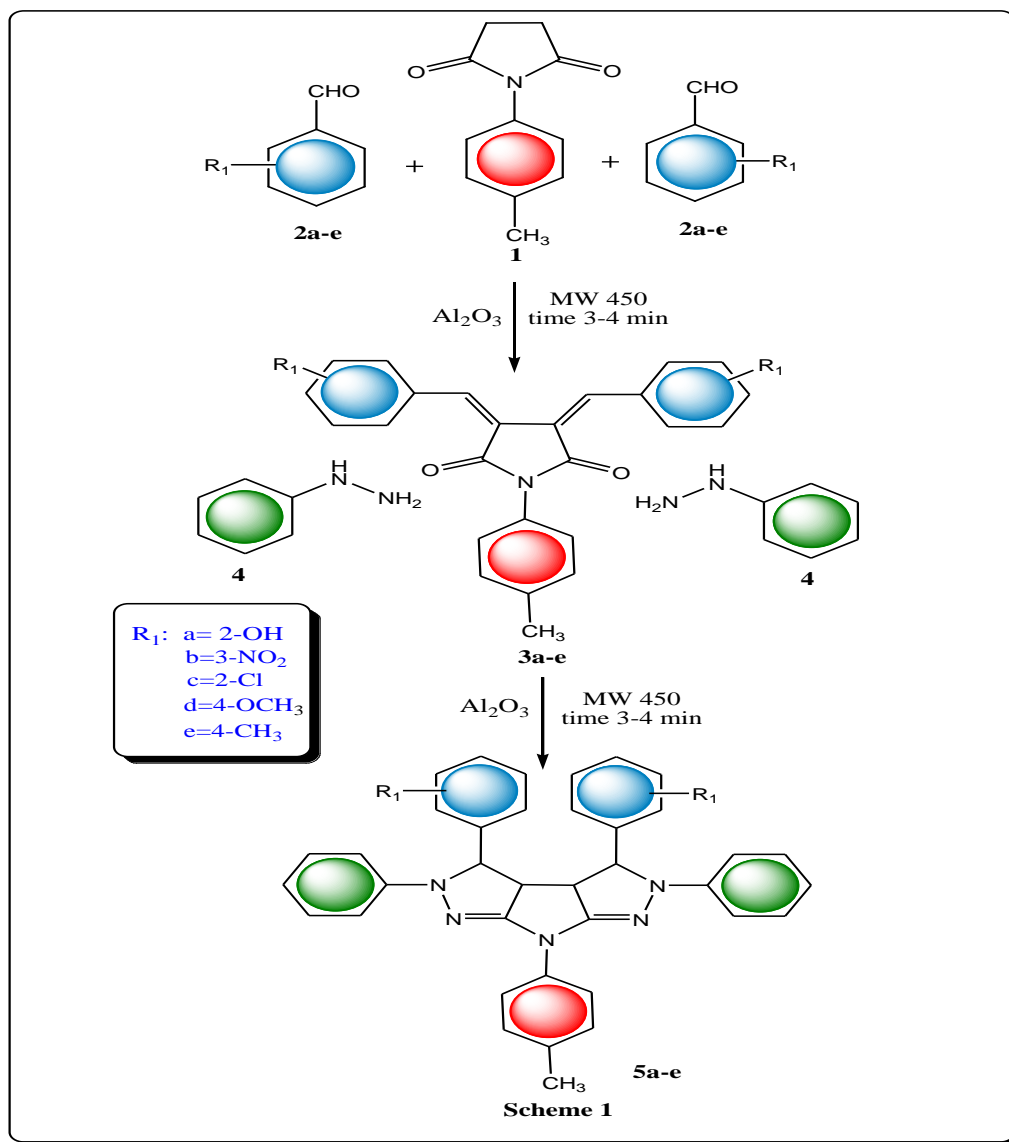 CHO
R₁
2a-e
+
O
O
N
CH₃
1
+
CHO
R₁
2a-e
Al₂O₃
MW 450
time 3-4 min
R₁
R₁
O
O
N
H
N
NH₂
4
H
N
H₂N
4
CH₃
3a-e
R₁: a= 2-OH
b=3-NO₂
c=2-Cl
d=4-OCH₃
e=4-CH₃
Al₂O₃
MW 450
time 3-4 min
R₁
R₁
N
N
N
N
N
CH₃
5a-e
Scheme 1